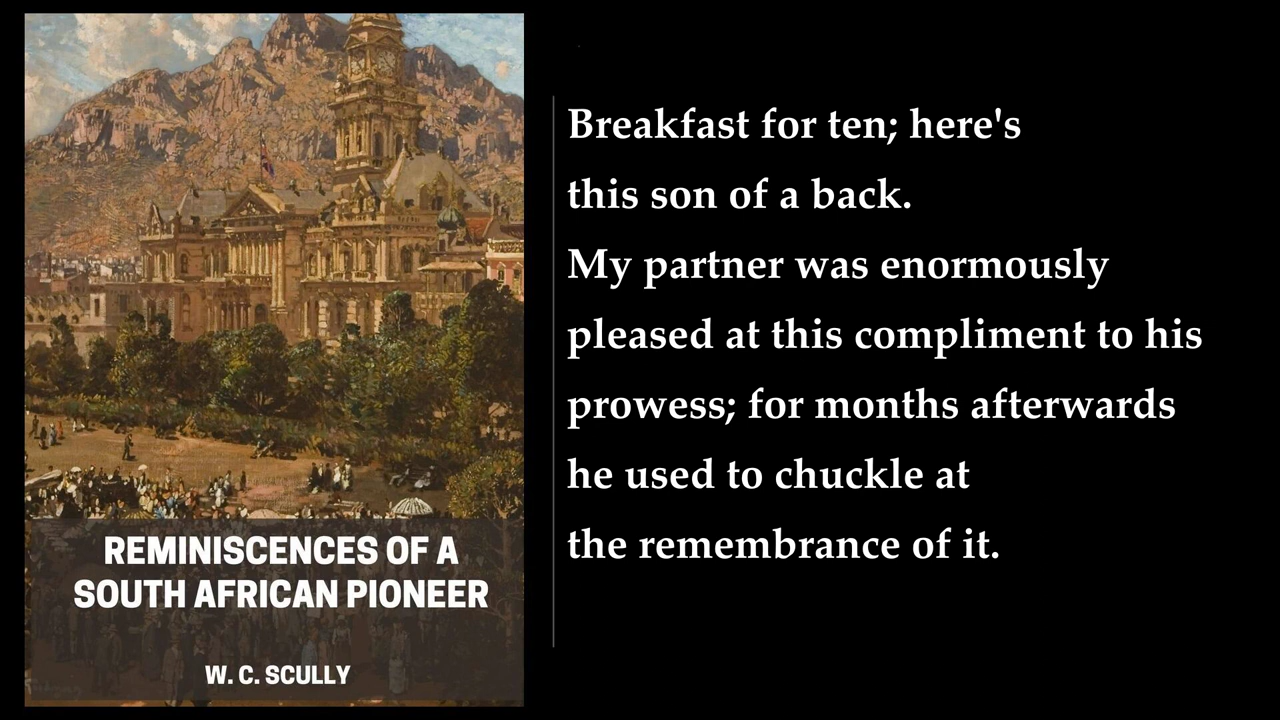 REMINISCENCES OF A
SOUTH AFRICAN PIONEER
W. C. SCULLY
Breakfast for ten; here's
this son of a back.
My partner was enormously
pleased at this compliment to his
prowess; for months afterwards
he used to chuckle at
the remembrance of it.